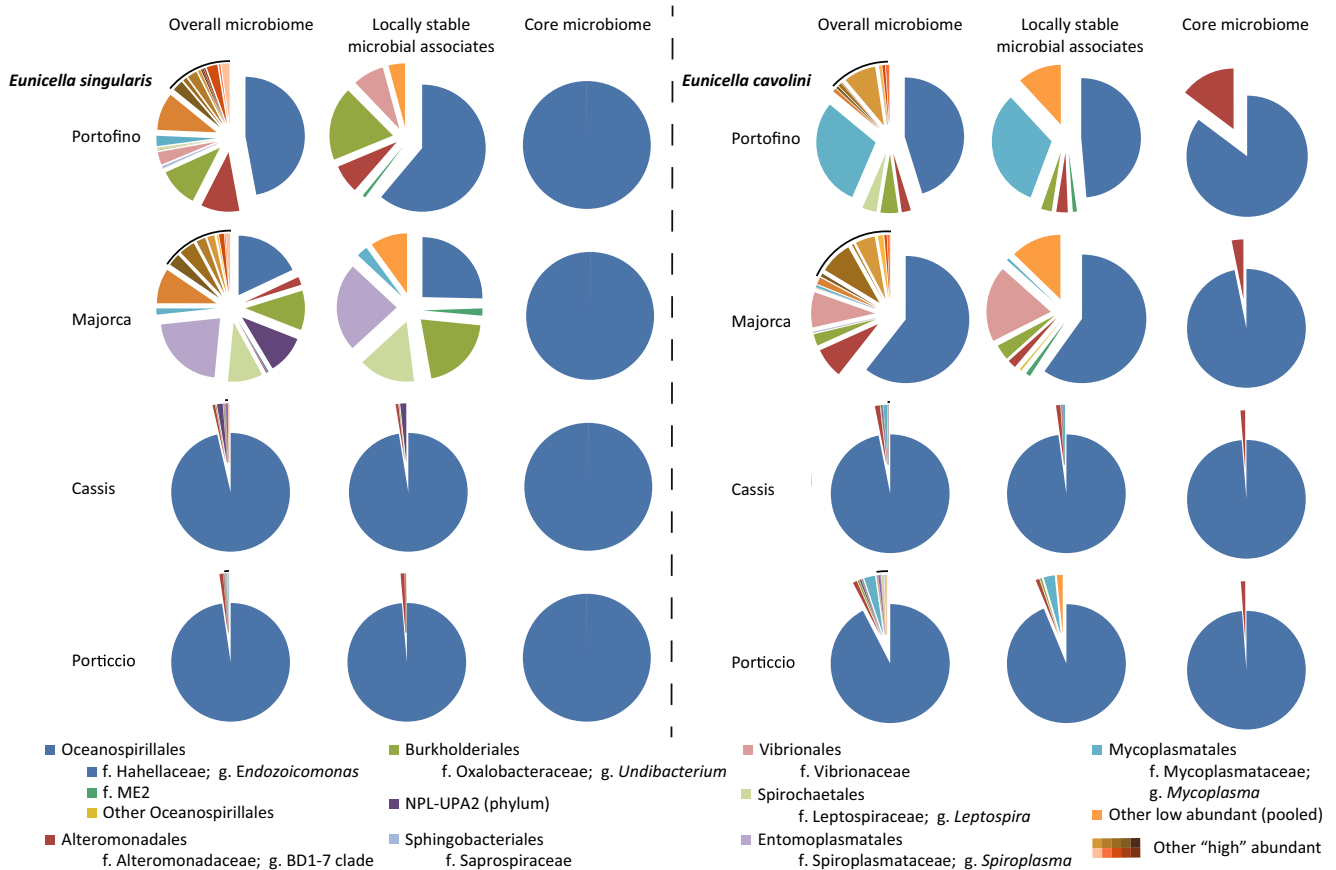 Overall microbiome
Locally stable
microbial associates
Core microbiome
Eunicella singularis
Portofino
Majorca
Cassis
Porticcio
Overall microbiome
Locally stable
microbial associates
Core microbiome
Eunicella cavolini
Portofino
Majorca
Cassis
Porticcio
Oceanospirillales
f. Hahellaceae; g. Endozoicomonas
f. ME2
Other Oceanospirillales
Alteromonadales
f. Alteromonadaceae; g. BD1-7 clade
Burkholderiales
f. Oxalobacteraceae; g. Undibacterium
NPL-UPA2 (phylum)
Sphingobacteriales
f. Saprospiraceae
Vibrionales
f. Vibrionaceae
Spirochaetales
f. Leptospiraceae; g. Leptospira
Entomoplasmatales
f. Spiroplasmataceae; g. Spiroplasma
Mycoplasmatales
f. Mycoplasmataceae;
g. Mycoplasma
Other low abundant (pooled)
Other “high” abundant